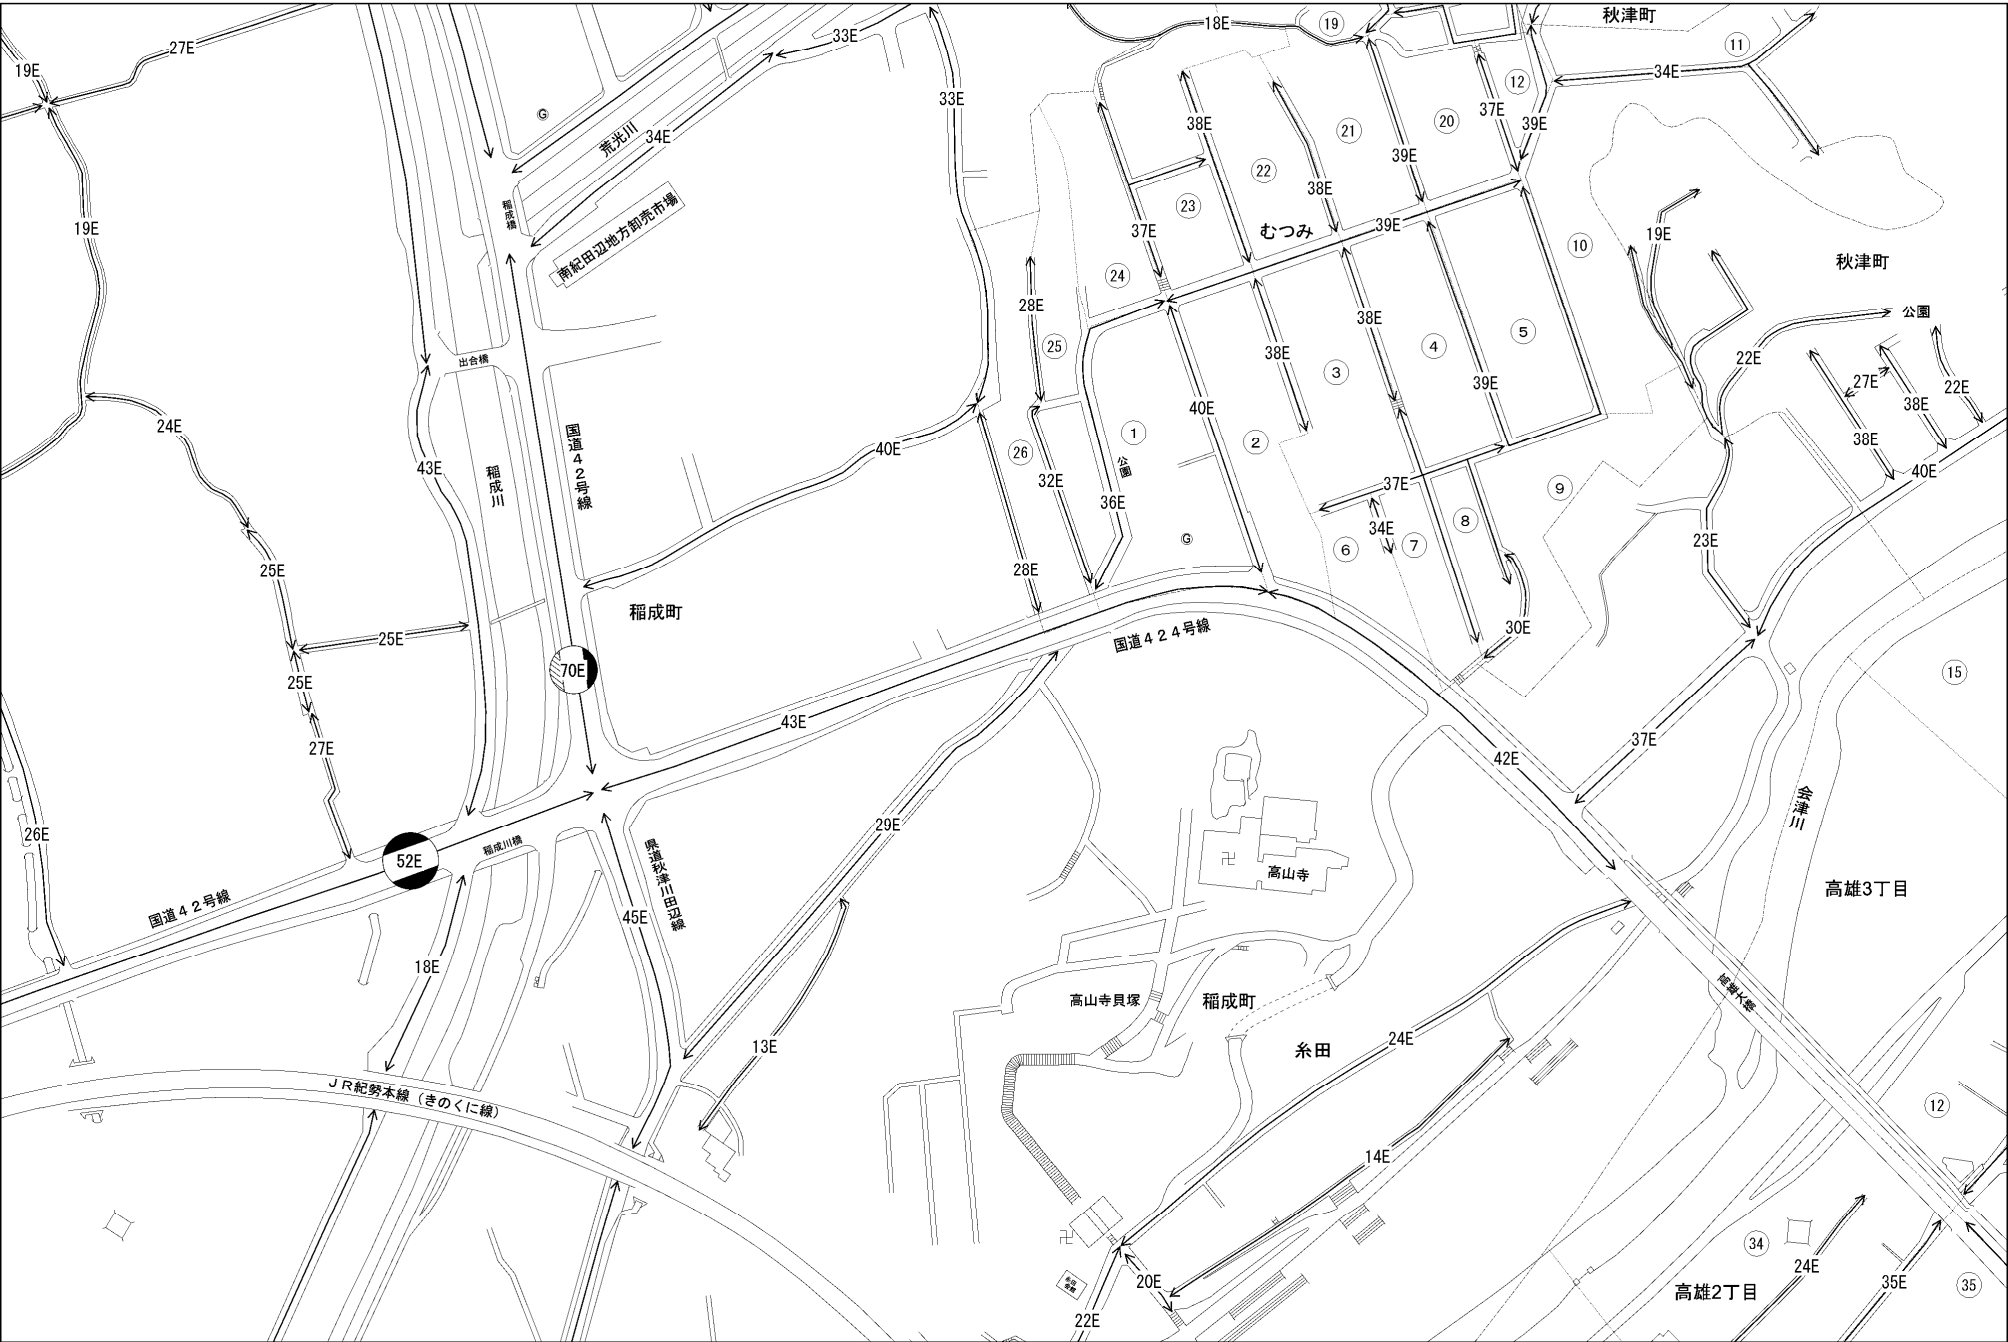 秋津町
27E
33E
18E
⑲
⑪
19E
34E
⑫
33E
37E
39E
G
荒光川
34E
38E
㉑
⑳
39E
㉒
38E
稲成橋
南紀田辺地方卸売市場
㉓
37E
むつみ
39E
⑩
19E
19E
秋津町
㉔
28E
38E
公園
出合橋
㉕
38E
③
④
⑤
22E
27E
22E
24E
43E
国道42号線
稲成川
40E
40E
39E
38E
38E
40E
①
②
㉖
32E
公園
36E
37E
⑨
⑧
34E
⑥
⑦
G
23E
25E
28E
稲成町
25E
国道424号線
30E
25E
70E
⑮
27E
43E
37E
42E
会津川
26E
29E
52E
稲成川橋
県道秋津川田辺線
高山寺
高雄3丁目
国道42号線
45E
18E
高山寺貝塚
稲成町
高雄大橋
13E
糸田
24E
JR紀勢本線(きのくに線)
⑫
14E
㉞
20E
糸田会館
24E
35E
㉟
22E
高雄2丁目